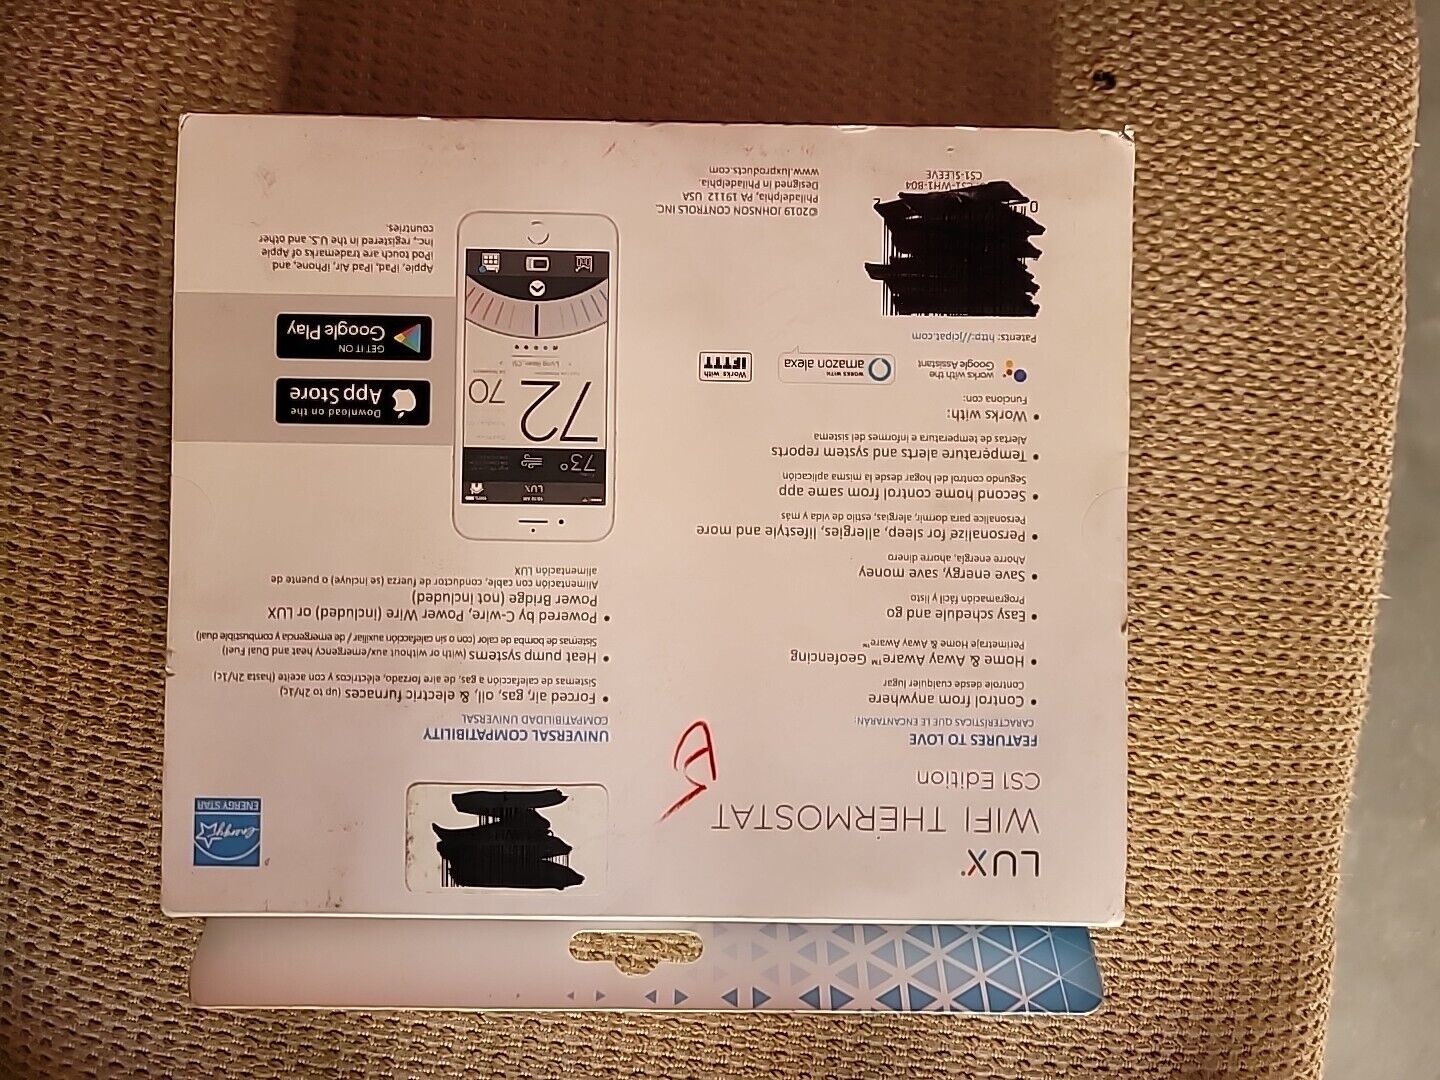 LUX
WIFI THERMOSTAT
CS1 Edition
FEATURES TO LOVE
CARACTERÍSTICAS QUE LE ENCANTARÁN:
• Control from anywhere
Controle desde cualquier lugar
• Home & Away Aware™ Geofencing
Perimetraje Home & Away Aware™
• Easy schedule and go
Programación fácil y listo
• Save energy, save money
Ahorre energía, ahorre dinero
• Personalize for sleep, allergies, lifestyle and more
Personalice para dormir, alergias, estilo de vida y más
• Second home control from same app
Segundo control del hogar desde la misma aplicación
• Temperature alerts and system reports
Alertas de temperatura e informes del sistema
• Works with:
Funciona con:
works with the
Google Assistant
WORKS WITH
amazon alexa
Works with
IFTTT
Patents: http://jcipat.com
CS1-WH1-B04
CS1-SLEEVE
©2019 JOHNSON CONTROLS INC.
Philadelphia, PA 19112 USA
Designed in Philadelphia.
www.luxproducts.com
energy
ENERGY STAR
UNIVERSAL COMPATIBILITY
COMPATIBILIDAD UNIVERSAL
• Forced air, gas, oil, & electric furnaces (up to 2h/1c)
Sistemas de calefacción a gas, de aire forzado, eléctricos y con aceite (hasta 2h/1c)
• Heat pump systems (with or without aux/emergency heat and Dual Fuel)
Sistemas de bomba de calor (con o sin calefacción auxiliar / de emergencia y combustible dual)
• Powered by C-wire, Power Wire (included) or LUX
Power Bridge (not included)
Alimentación con cable, conductor de fuerza (se incluye) o puente de
alimentación LUX
LUX
73°
72
70
Download on the
App Store
GET IT ON
Google Play
Apple, iPad, iPad Air, iPhone, and
iPod touch are trademarks of Apple
Inc., registered in the U.S. and other
countries.